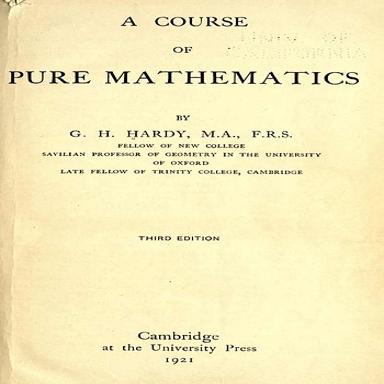 A COURSE
OF
PURE MATHEMATICS
BY
G. H. HARDY, M.A., F.R.S.
FELLOW OF NEW COLLEGE
SAVILIAN PROFESSOR OF GEOMETRY IN THE UNIVERSITY
OF OXFORD
LATE FELLOW OF TRINITY COLLEGE, CAMBRIDGE
THIRD EDITION
Cambridge
at the University Press
1921